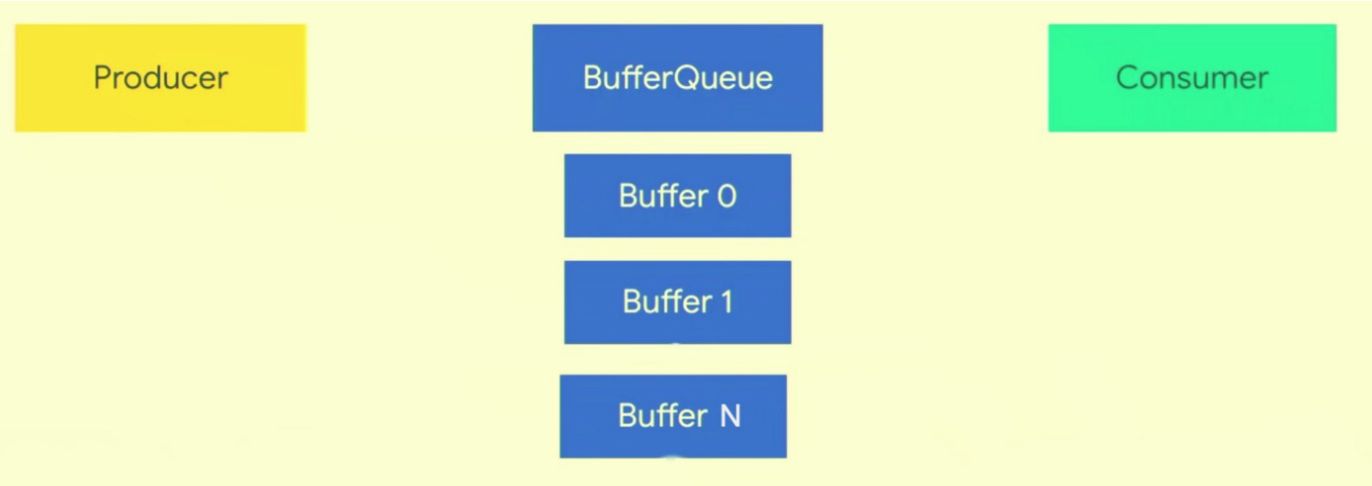 Producer
BufferQueue
Consumer
Buffer 0
Buffer 1
Buffer N